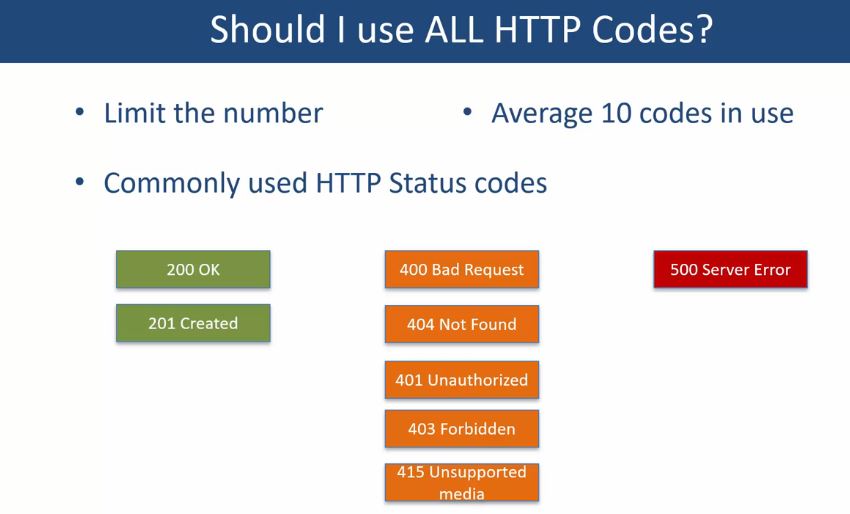 Should I use ALL HTTP Codes?
• Limit the number
• Average 10 codes in use
• Commonly used HTTP Status codes
200 OK
400 Bad Request
500 Server Error
201 Created
404 Not Found
401 Unauthorized
403 Forbidden
415 Unsupported
media